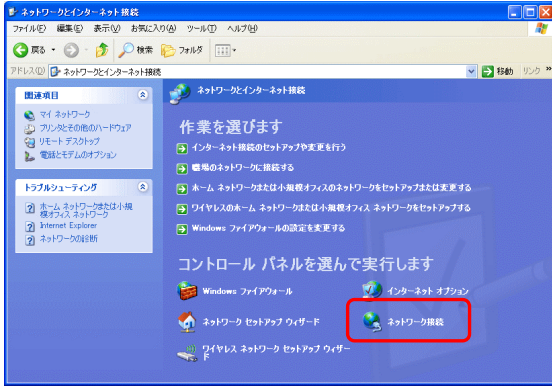 ネットワークとインターネット接続
ファイル(F) 編集(E) 表示(V) お気に入り(A) ツール(T) ヘルプ(H)
戻る 検索 フォルダ
アドレス(D) ネットワークとインターネット接続 移動 リンク »
関連項目
マイ ネットワーク
プリンタとその他のハードウェア
リモート デスクトップ
電話とモデムのオプション
トラブルシューティング
ホーム ネットワークまたは小規
模オフィス ネットワーク
Internet Explorer
ネットワークの診断
ネットワークとインターネット接続
作業を選びます
インターネット接続のセットアップや変更を行う
職場のネットワークに接続する
ホーム ネットワークまたは小規模オフィスのネットワークをセットアップまたは変更する
ワイヤレスのホーム ネットワークまたは小規模オフィス ネットワークをセットアップする
Windows ファイアウォールの設定を変更する
コントロール パネルを選んで実行します
Windows ファイアウォール インターネット オプション
ネットワーク セットアップ ウィザード ネットワーク接続
ワイヤレス ネットワーク セットアップ ウィザー
ド